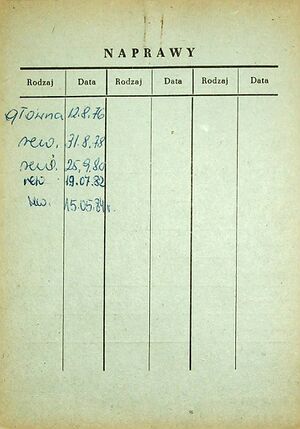 NAPRAWY
Rodzaj Data Rodzaj Data Rodzaj Data
główna 12.8.76
rew. 31.8.78
rew. 25.9.80
rew 19.07.82
rew. 15.05.84r.